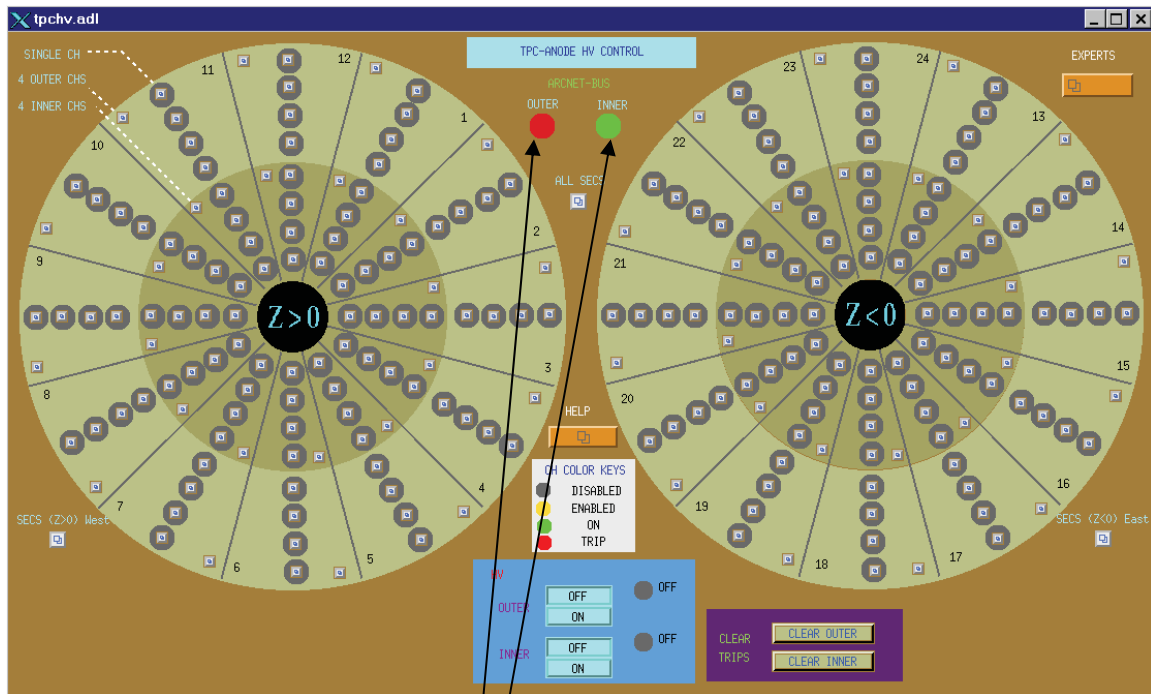 tpchv.adl
TPC-ANODE HV CONTROL
EXPERTS
SINGLE CH
4 OUTER CHS
4 INNER CHS
ARCNET-BUS
OUTER INNER
ALL SECS
11
12
10
1
9
2
8
3
7
4
6
5
Z>0
23
24
22
13
21
14
20
15
19
16
18
17
Z<0
HELP
CH COLOR KEYS
DISABLED
ENABLED
ON
TRIP
SECS (Z>0) West
SECS (Z<0) East
HV
OUTER
OFF
ON
OFF
INNER
OFF
ON
OFF
CLEAR
TRIPS
CLEAR OUTER
CLEAR INNER